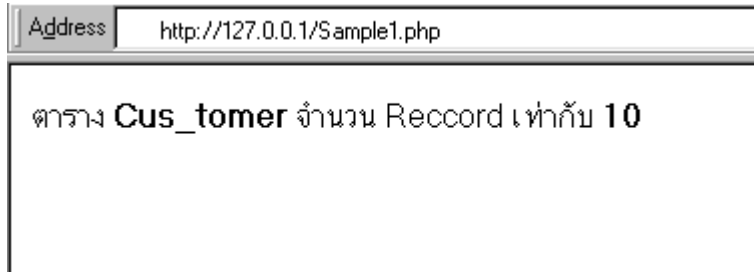 Address http://127.0.0.1/Sample1.php
ตาราง Cus_tomer จำนวน Reccord เท่ากับ 10